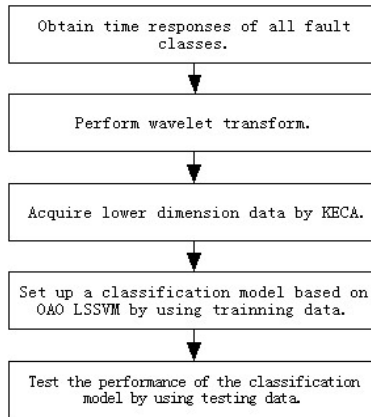 Obtain time responses of all fault
classes.
Perform wavelet transform.
Acquire lower dimension data by KECA.
Set up a classification model based on
OAO LSSVM by using trainning data.
Test the performance of the classification
model by using testing data.